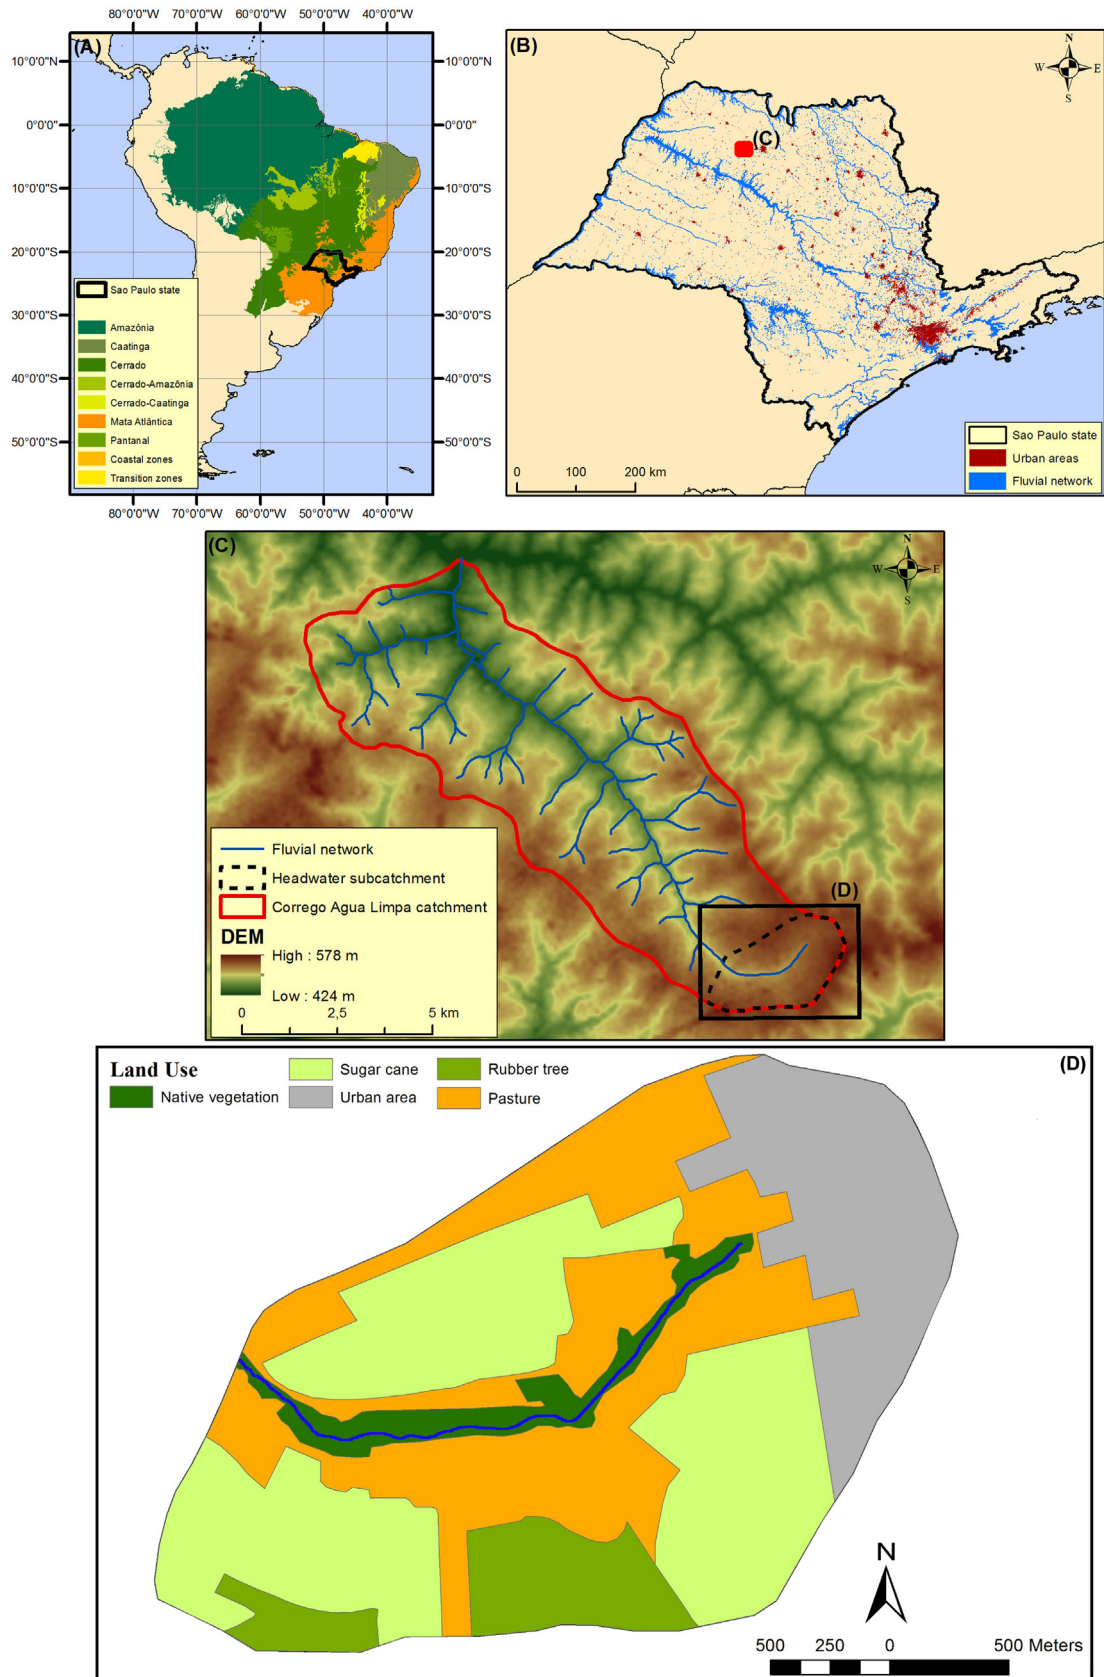 80°0'0"W 70°0'0"W 60°0'0"W 50°0'0"W 40°0'0"W
(A)
10°0'0"N 10°0'0"N
0°0'0" 0°0'0"
10°0'0"S 10°0'0"S
20°0'0"S 20°0'0"S
30°0'0"S 30°0'0"S
40°0'0"S 40°0'0"S
50°0'0"S 50°0'0"S
Sao Paulo state
Amazônia
Caatinga
Cerrado
Cerrado-Amazônia
Cerrado-Caatinga
Mata Atlântica
Pantanal
Coastal zones
Transition zones
80°0'0"W 70°0'0"W 60°0'0"W 50°0'0"W 40°0'0"W
(B)
N
W E
S
(C)
0 100 200 km
Sao Paulo state
Urban areas
Fluvial network
(C)
N
W E
S
(D)
Fluvial network
Headwater subcatchment
Corrego Agua Limpa catchment
DEM
High : 578 m
Low : 424 m
0 2,5 5 km
(D)
Land Use
Native vegetation
Sugar cane
Urban area
Rubber tree
Pasture
N
500 250 0 500 Meters